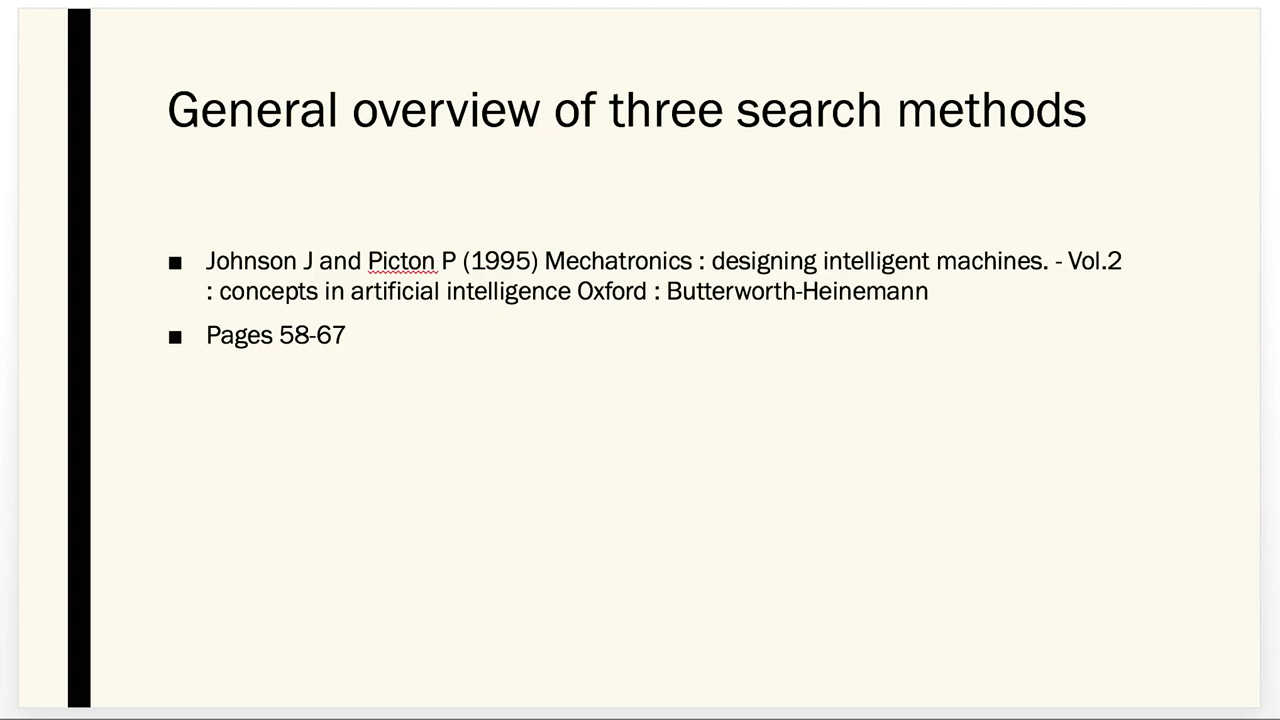 General overview of three search methods
■ Johnson J and Picton P (1995) Mechatronics : designing intelligent machines. - Vol.2
: concepts in artificial intelligence Oxford : Butterworth-Heinemann
■ Pages 58-67